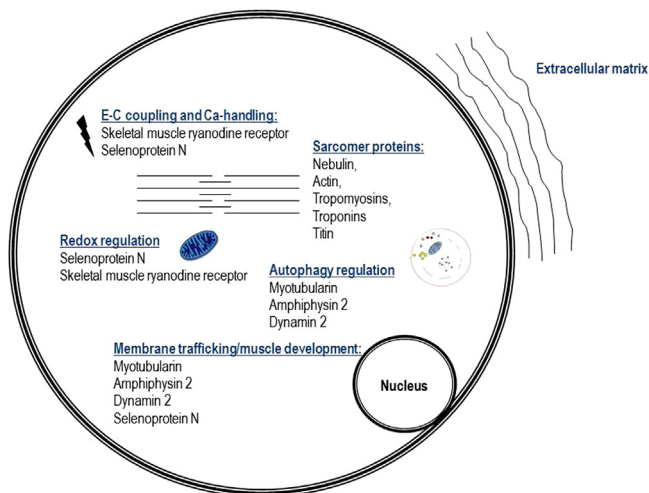 Extracellular matrix
E-C coupling and Ca-handling:
Skeletal muscle ryanodine receptor
Selenoprotein N
Sarcomer proteins:
Nebulin,
Actin,
Tropomyosins,
Troponins
Titin
Redox regulation
Selenoprotein N
Skeletal muscle ryanodine receptor
Autophagy regulation
Myotubularin
Amphiphysin 2
Dynamin 2
Membrane trafficking/muscle development:
Myotubularin
Amphiphysin 2
Dynamin 2
Selenoprotein N
Nucleus